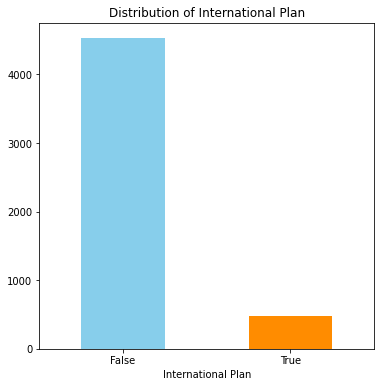 Distribution of International Plan
4000
3000
2000
1000
0
False True
International Plan